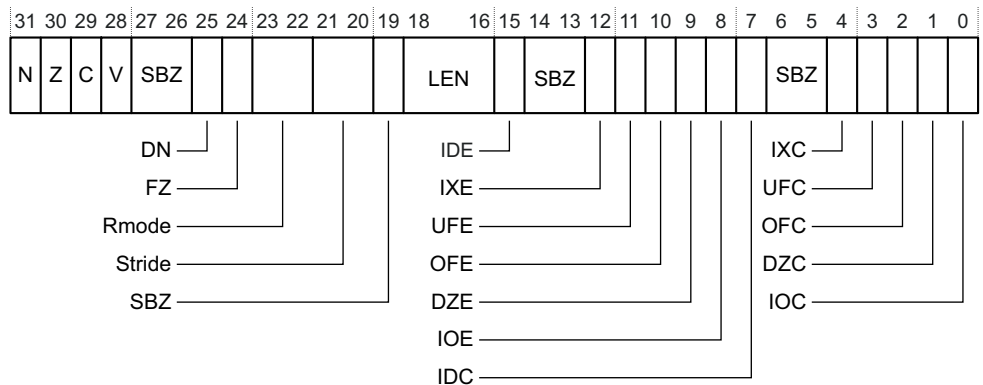 31 30 29 28 27 26 25 24 23 22 21 20 19 18 16 15 14 13 12 11 10 9 8 7 6 5 4 3 2 1 0
N Z C V SBZ LEN SBZ SBZ
DN IDE IXC
FZ IXE UFC
Rmode UFE OFC
Stride OFE DZC
SBZ DZE IOC
IOE
IDC